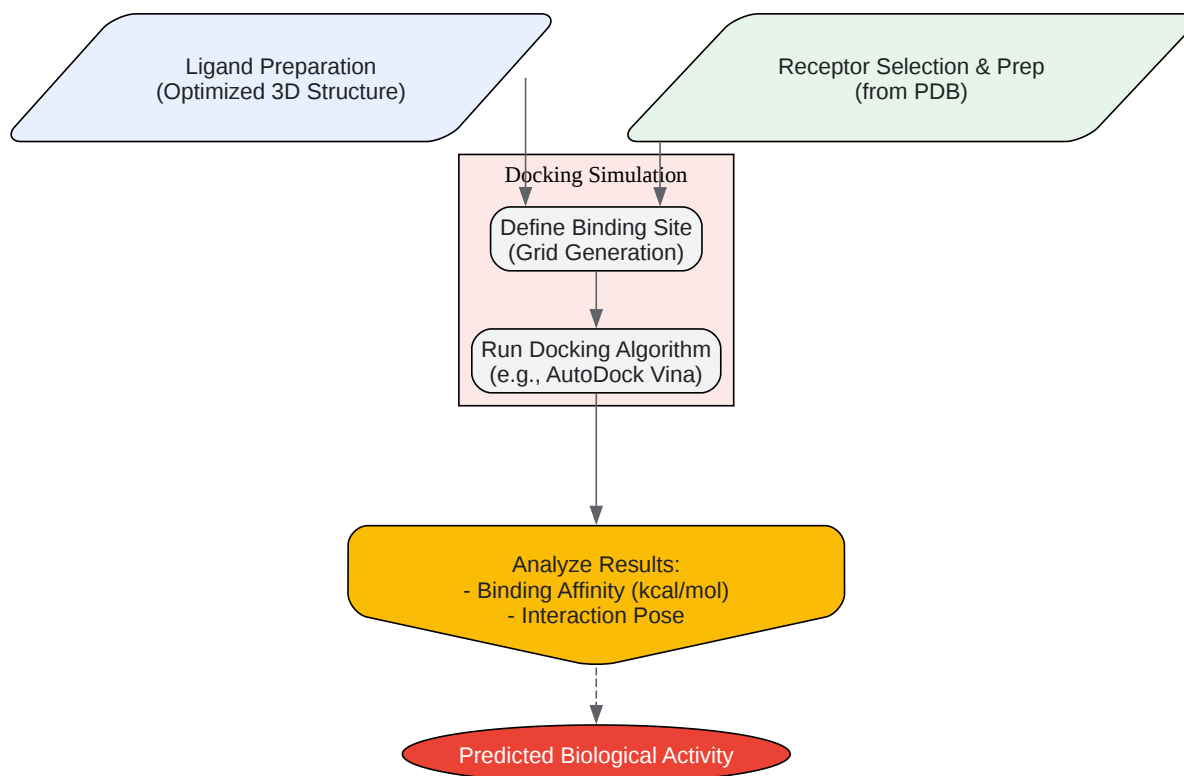 Ligand Preparation
(Optimized 3D Structure)
Receptor Selection & Prep
(from PDB)
Docking Simulation
Define Binding Site
(Grid Generation)
Run Docking Algorithm
(e.g., AutoDock Vina)
Analyze Results:
- Binding Affinity (kcal/mol)
- Interaction Pose
Predicted Biological Activity